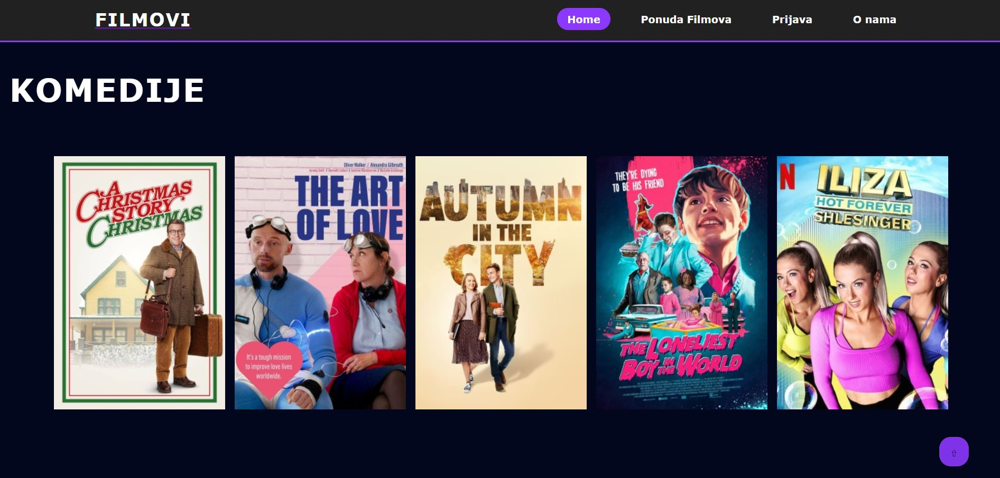 FILMOVI
Home
Ponuda Filmova
Prijava
O nama
KOMEDIJE
A
CHRISTMAS
STORY
CHRISTMAS
Oliver Walker / Alexandra Gilbreath
THE ART
OF LOVE
It's a tough mission
to improve love lives
worldwide.
AUTUMN
IN THE
CITY
THEY'RE DYING
TO BE HIS FRIEND
THE LONELIEST
BOY IN THE WORLD
N
ILIZA
HOT FOREVER
SHLESINGER
⇧